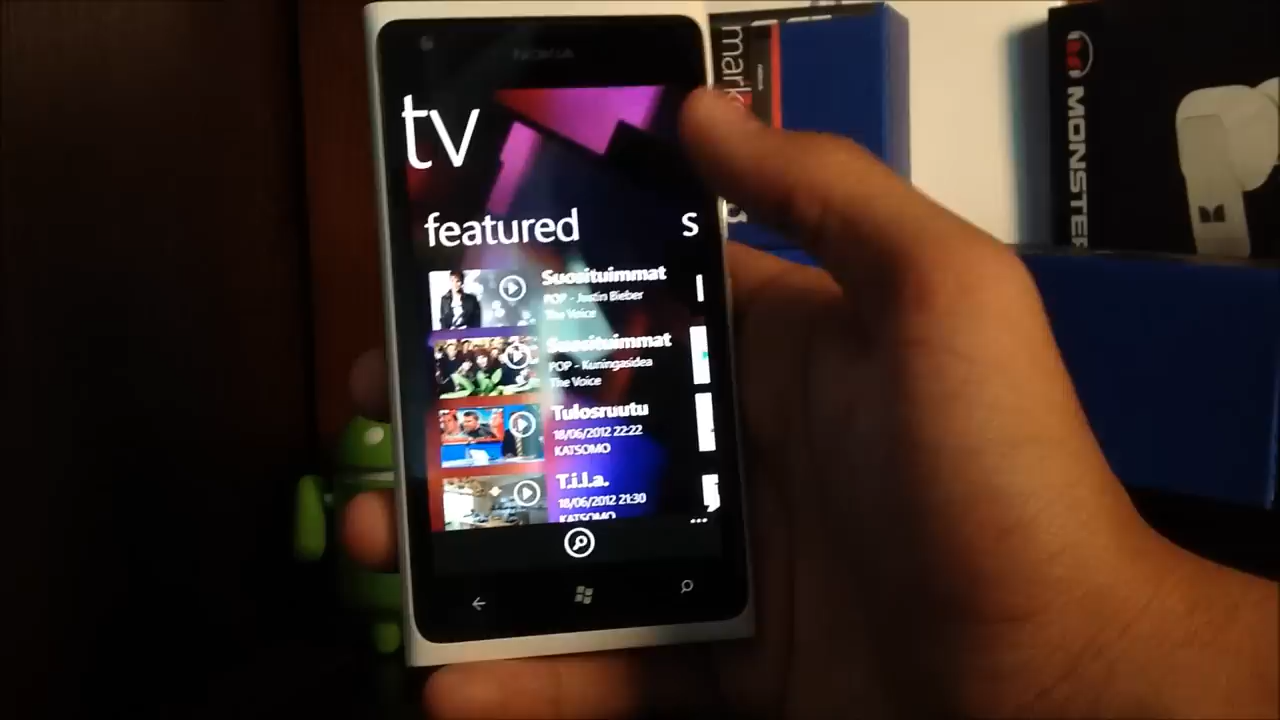 NOKIA
tv
featured
s
Suosituimmat
POP - Justin Bieber
The Voice
Suosituimmat
POP - Kuningasidea
The Voice
Tulosruutu
18/06/2012 22:22
KATSOMO
T.i.l.a.
18/06/2012 21:30
KATSOMO
mark
MONSTER